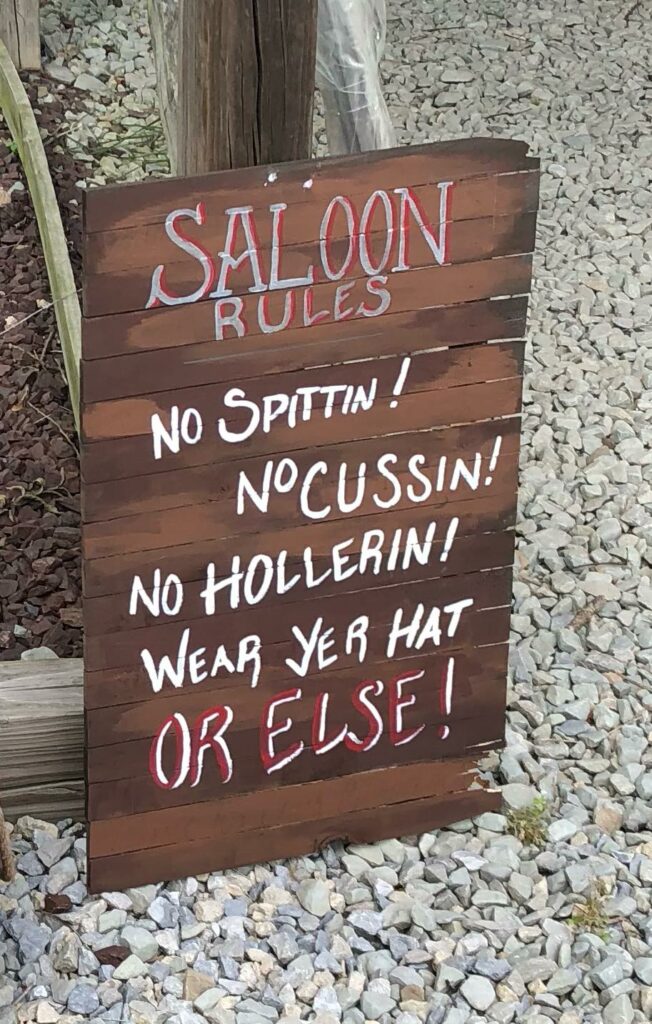 SALOON
RULES
NO SPITTIN!
NO CUSSIN!
NO HOLLERIN!
WEAR YER HAT
OR ELSE!